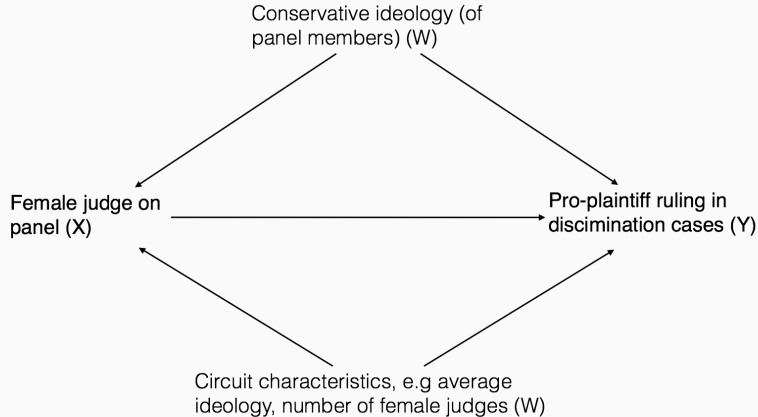 Conservative ideology (of
panel members) (W)
Female judge on
panel (X)
Pro-plaintiff ruling in
discrimination cases (Y)
Circuit characteristics, e.g average
ideology, number of female judges (W)